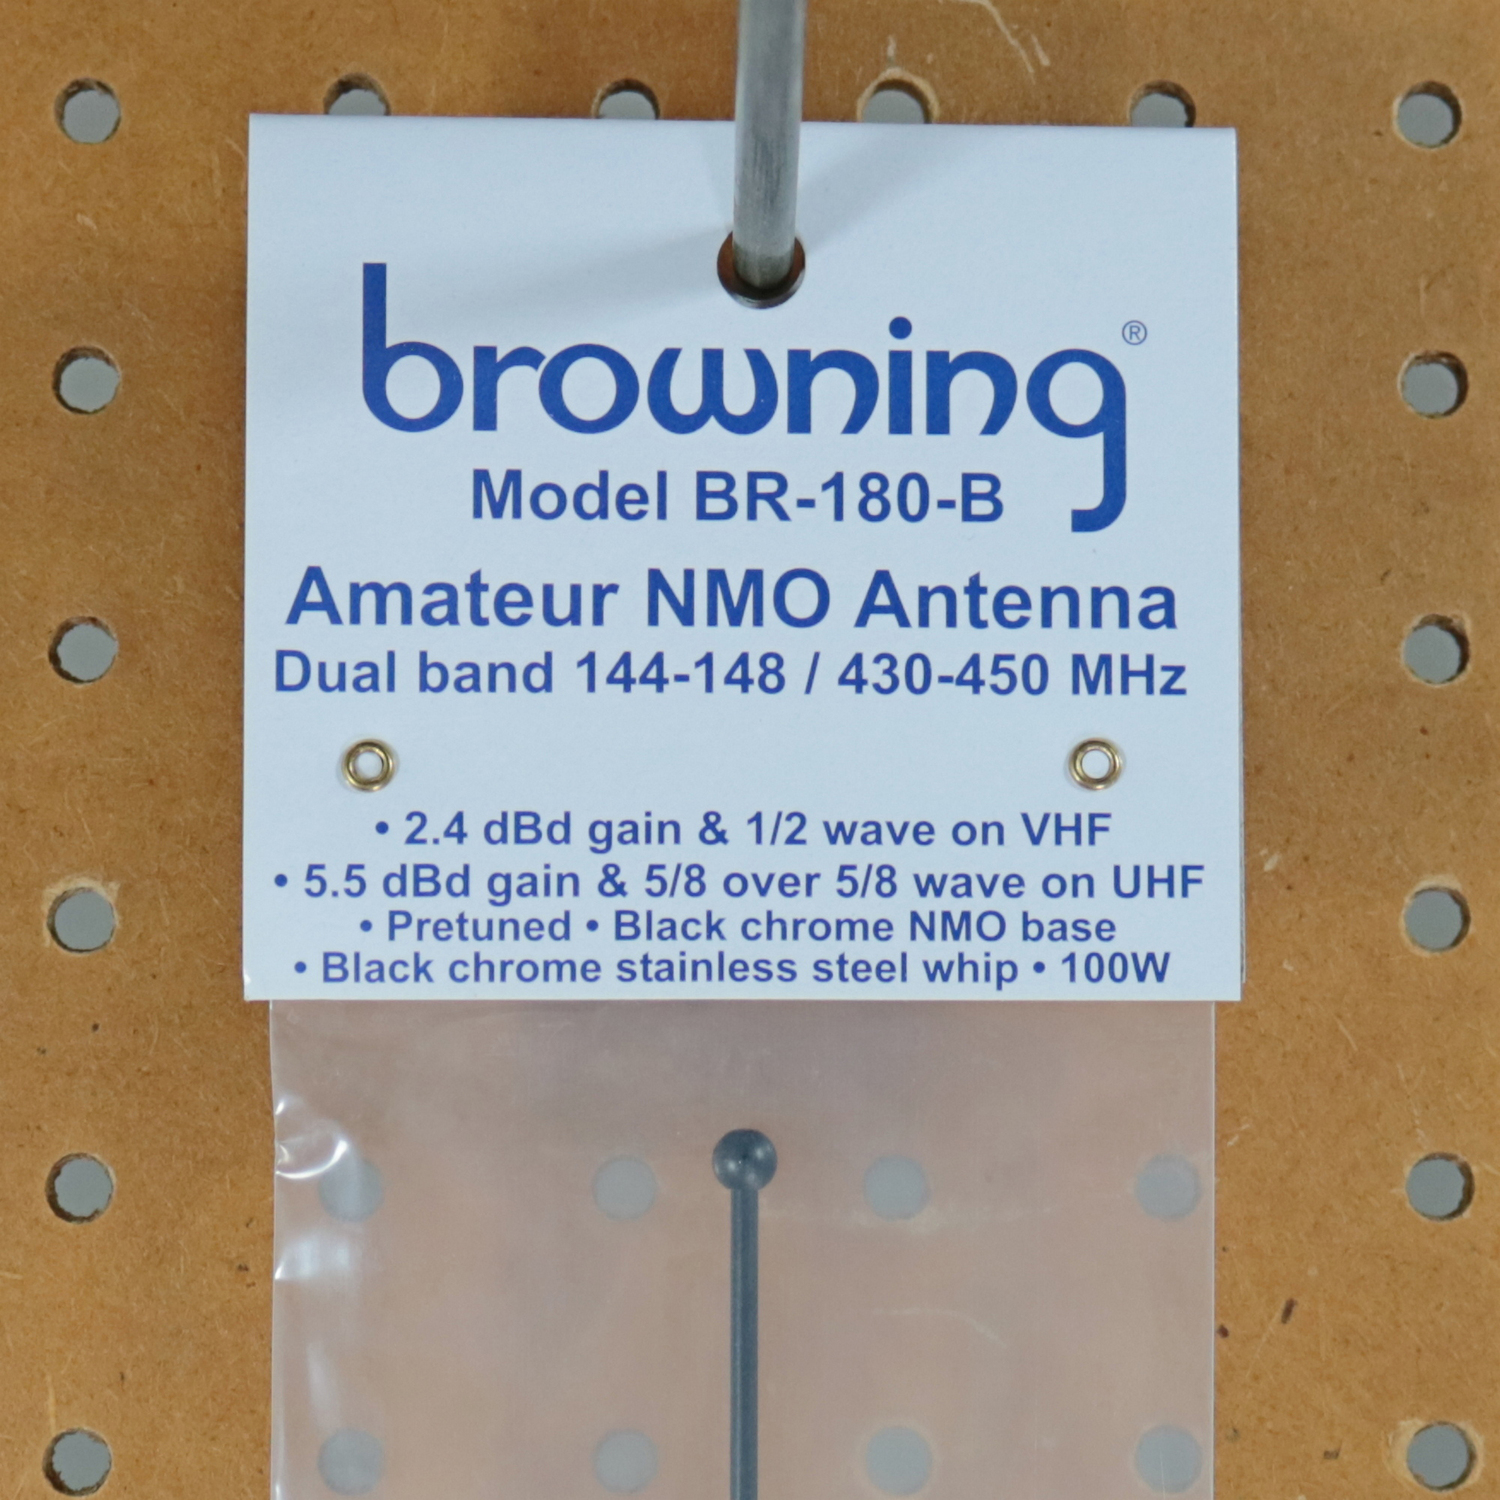 browning®
Model BR-180-B
Amateur NMO Antenna
Dual band 144-148 / 430-450 MHz
• 2.4 dBd gain & 1/2 wave on VHF
• 5.5 dBd gain & 5/8 over 5/8 wave on UHF
• Pretuned • Black chrome NMO base
• Black chrome stainless steel whip • 100W